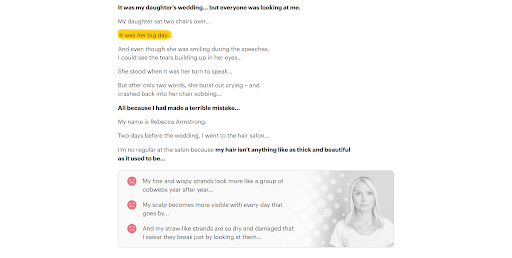 It was my daughter's wedding... but everyone was looking at me.
My daughter sat two chairs over...
It was her big day...
And even though she was smiling during the speeches,
I could see the tears building up in her eyes...
She stood when it was her turn to speak...
But after only two words, she burst out crying – and
crashed back into her chair sobbing...
All because I had made a terrible mistake...
My name is Rebecca Armstrong.
Two days before the wedding, I went to the hair salon...
I'm no regular at the salon because my hair isn't anything like as thick and beautiful
as it used to be...
My fine and wispy strands look more like a group of
cobwebs year after year...
My scalp becomes more visible with every day that
goes by...
And my straw-like strands are so dry and damaged that
I swear they break just by looking at them...